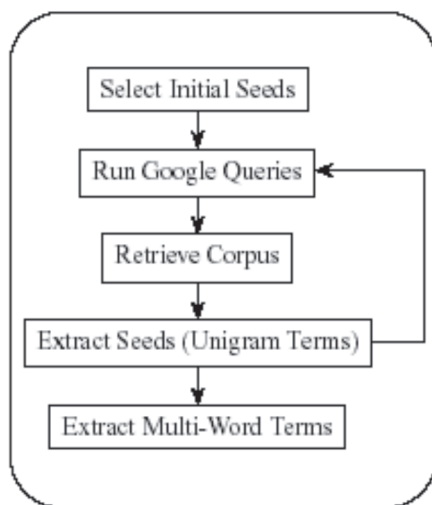 Select Initial Seeds
Run Google Queries
Retrieve Corpus
Extract Seeds (Unigram Terms)
Extract Multi-Word Terms